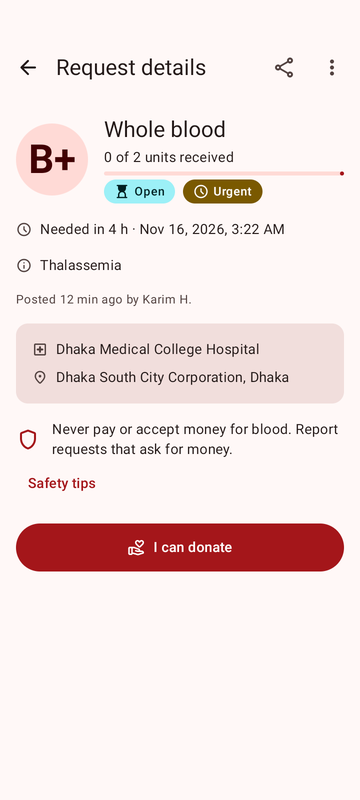 Request details
B+
Whole blood
0 of 2 units received
Open
Urgent
Needed in 4 h · Nov 16, 2026, 3:22 AM
Thalassemia
Posted 12 min ago by Karim H.
Dhaka Medical College Hospital
Dhaka South City Corporation, Dhaka
Never pay or accept money for blood. Report
requests that ask for money.
Safety tips
I can donate